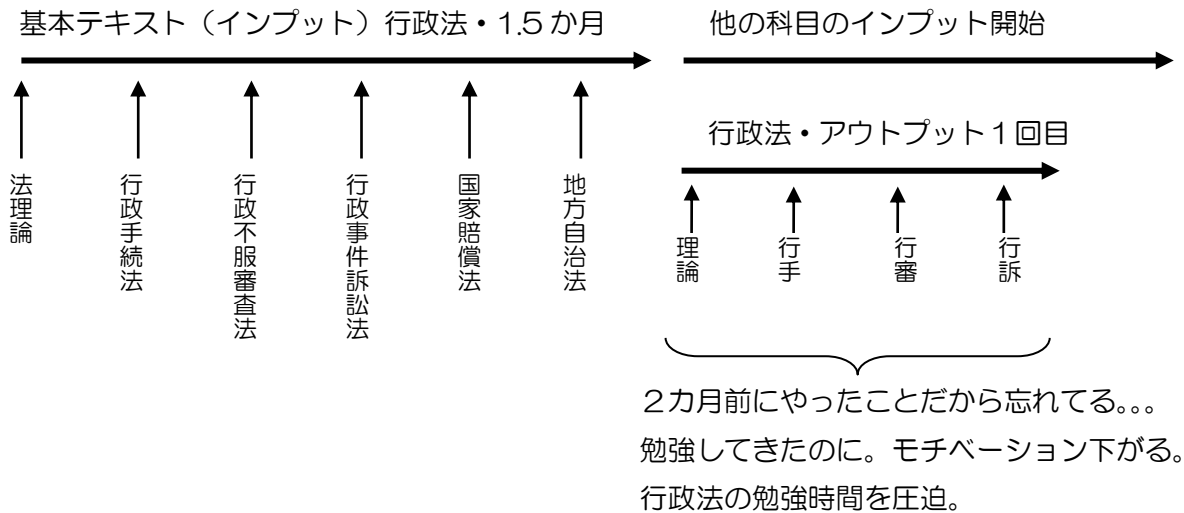 基本テキスト（インプット）行政法・1.5か月
他の科目のインプット開始
法理論
行政手続法
行政不服審査法
行政事件訴訟法
国家賠償法
地方自治法
行政法・アウトプット１回目
理論
行手
行審
行訴
２カ月前にやったことだから忘れてる。。。
勉強してきたのに。モチベーション下がる。
行政法の勉強時間を圧迫。